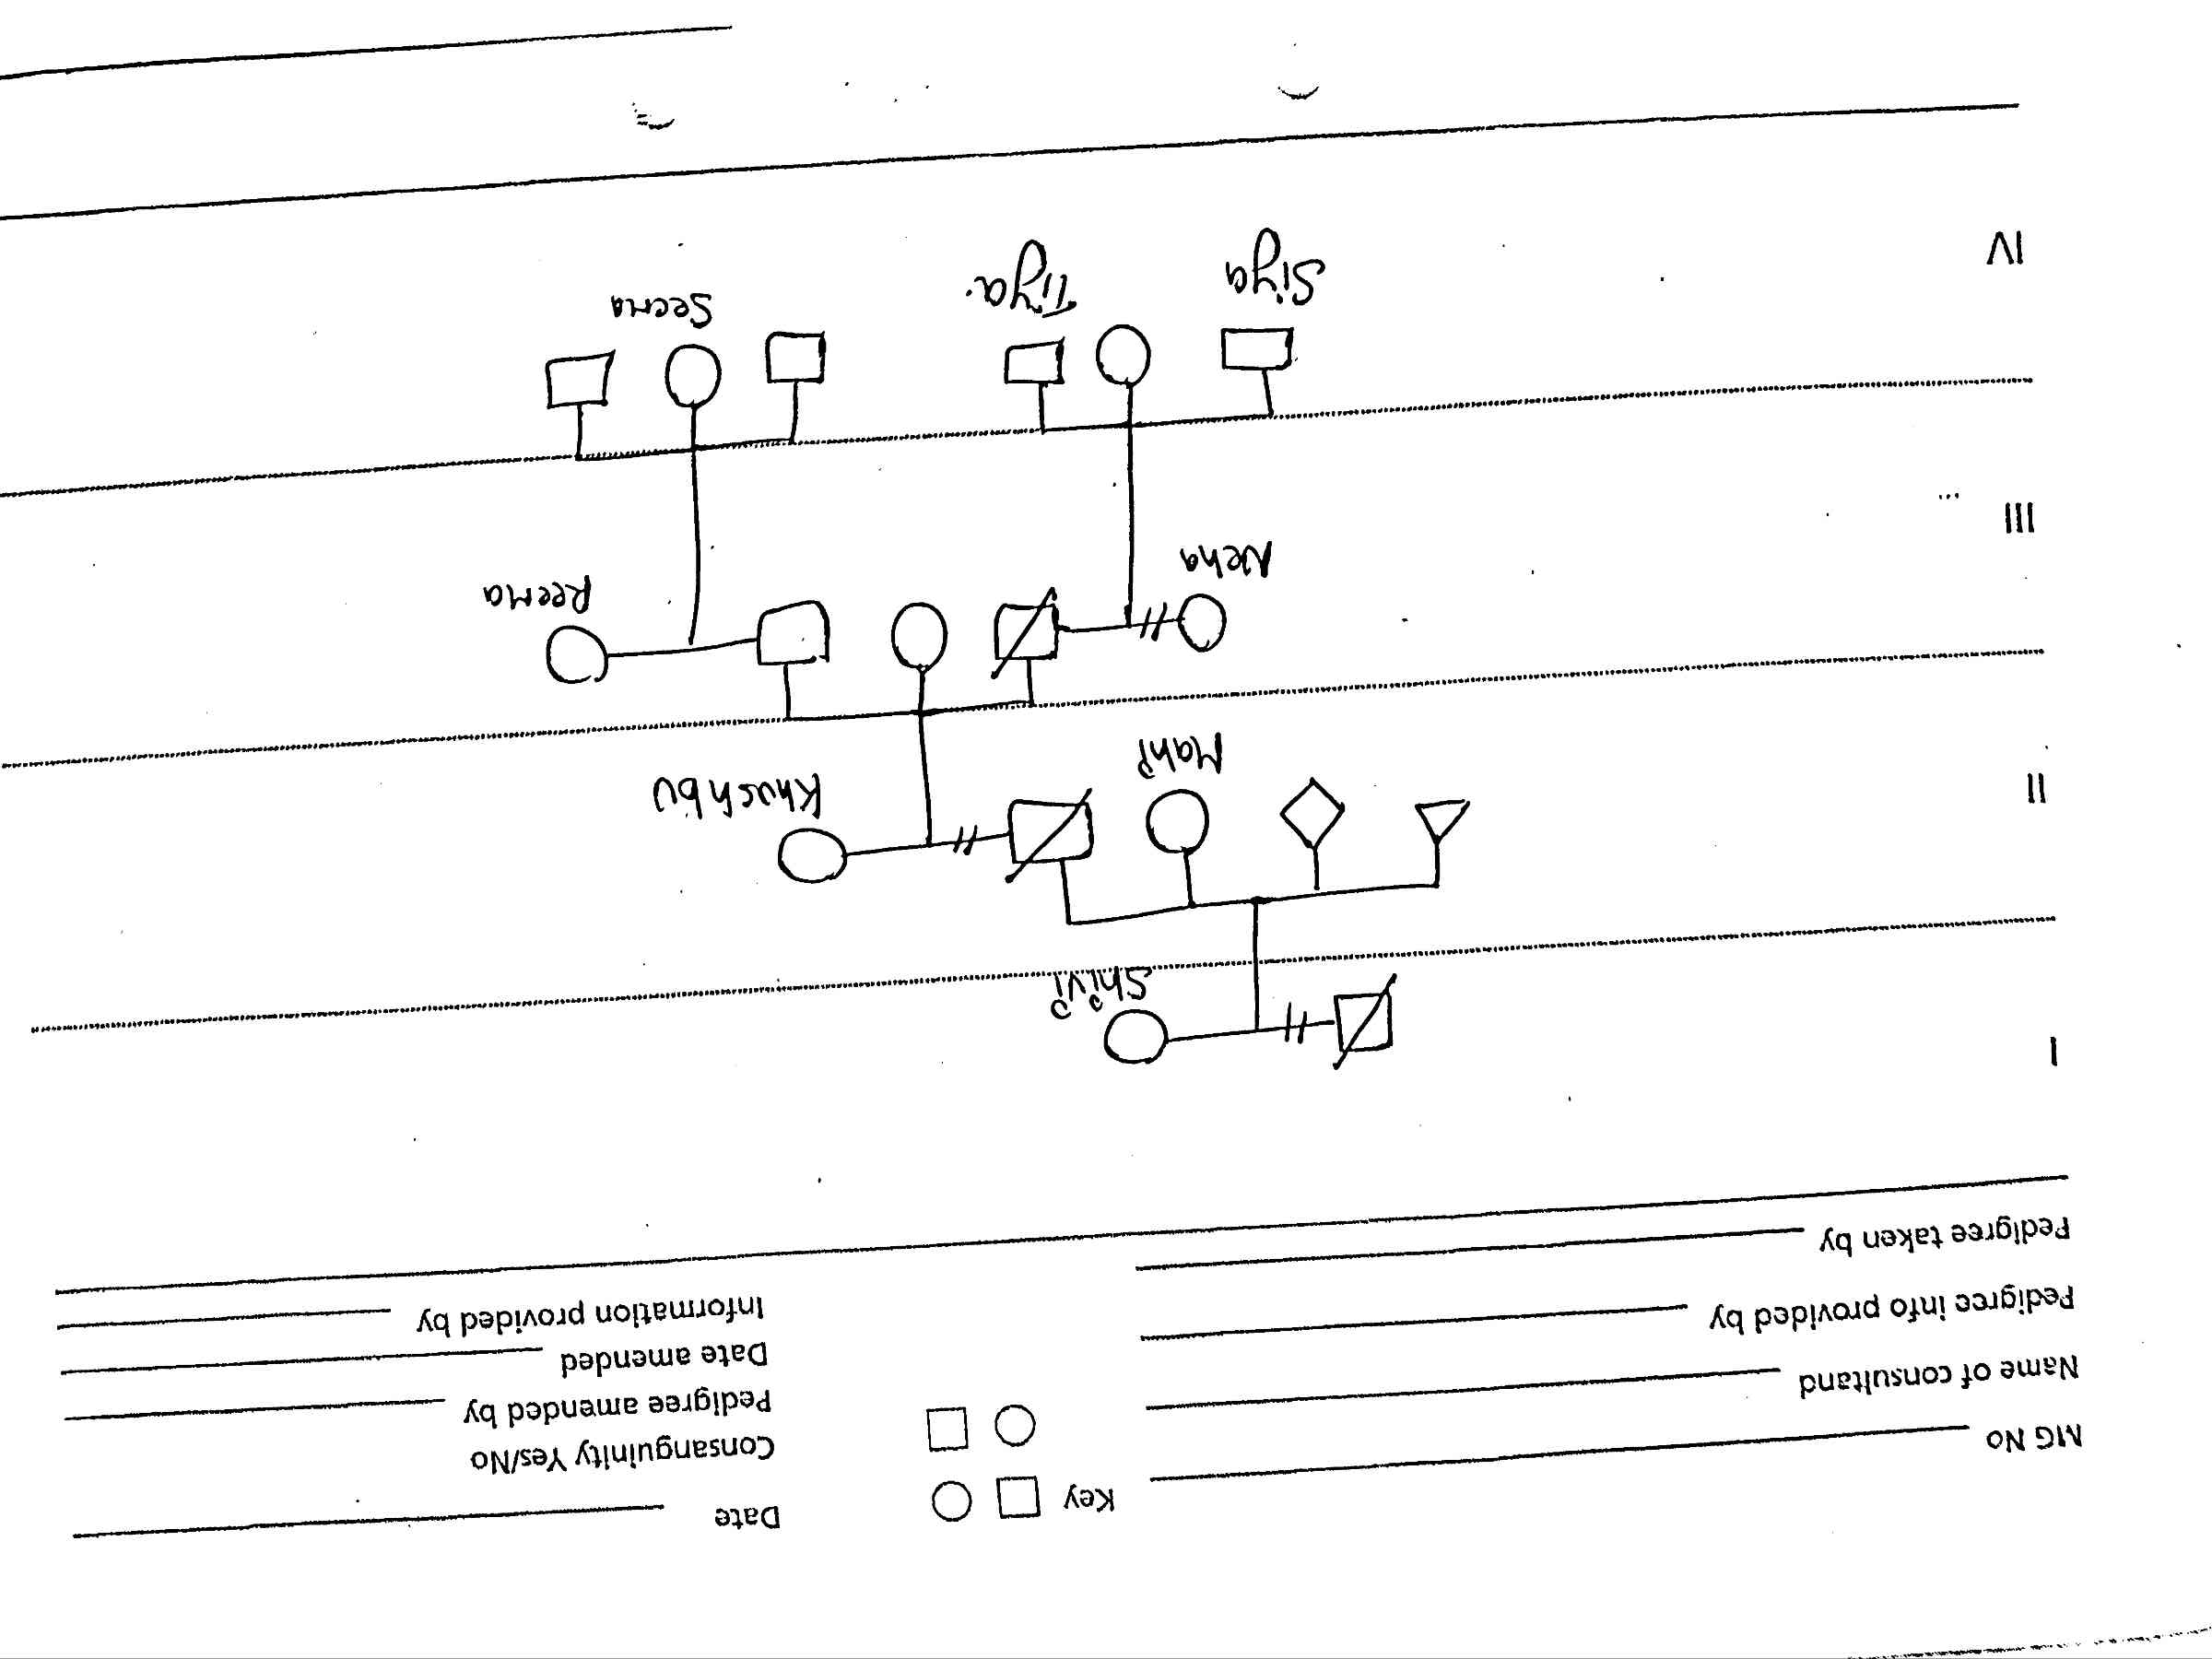 MG No
Key
Date
Name of consultand
Consanguinity Yes/No
Pedigree info provided by
Pedigree amended by
Date amended
Pedigree taken by
Information provided by
I
Shivi
II
Mahi
Khushbu
III
Neha
Reema
IV
Siya
Tiya.
Seema